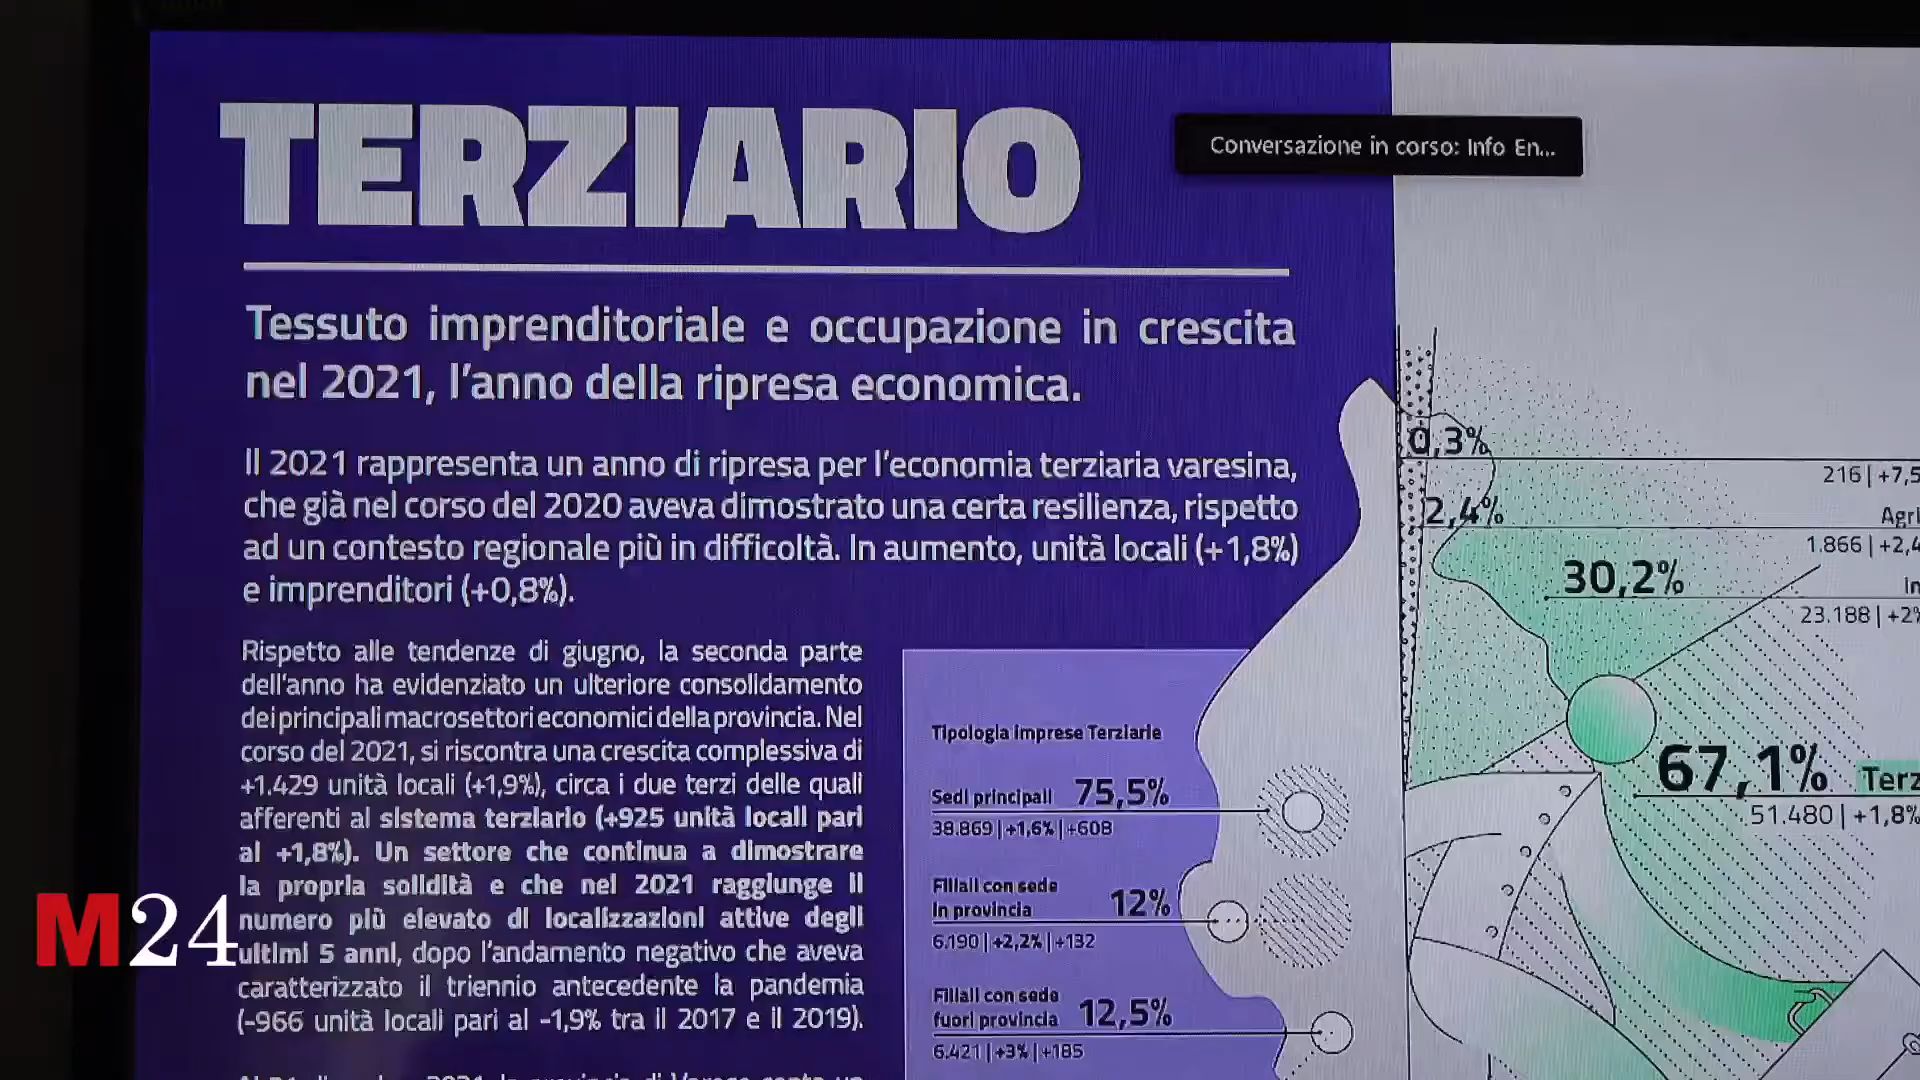 TERZIARIO
Conversazione in corso: Info En...
Tessuto imprenditoriale e occupazione in crescita
nel 2021, l'anno della ripresa economica.
Il 2021 rappresenta un anno di ripresa per l'economia terziaria varesina,
che già nel corso del 2020 aveva dimostrato una certa resilienza, rispetto
ad un contesto regionale più in difficoltà. In aumento, unità locali (+1,8%)
e imprenditori (+0,8%).
Rispetto alle tendenze di giugno, la seconda parte
dell'anno ha evidenziato un ulteriore consolidamento
dei principali macrosettori economici della provincia. Nel
corso del 2021, si riscontra una crescita complessiva di
+1.429 unità locali (+1,9%), circa i due terzi delle quali
afferenti al sistema terziario (+925 unità locali pari
al +1,8%). Un settore che continua a dimostrare
la propria solidità e che nel 2021 raggiunge il
numero più elevato di localizzazioni attive degli
ultimi 5 anni, dopo l'andamento negativo che aveva
caratterizzato il triennio antecedente la pandemia
(-966 unità locali pari al -1,9% tra il 2017 e il 2019).
Tipologia imprese Terziarie
Sedi principali 75,5%
38.869 | +1,6% | +608
Filiali con sede
in provincia 12%
6.190 | +2,2% | +132
Filiali con sede
fuori provincia 12,5%
6.421 | +3% | +185
0,3%
216 | +7,5
2,4% Agri
1.866 | +2,4
30,2% In
23.188 | +2%
67,1% Terz
51.480 | +1,8%
M24